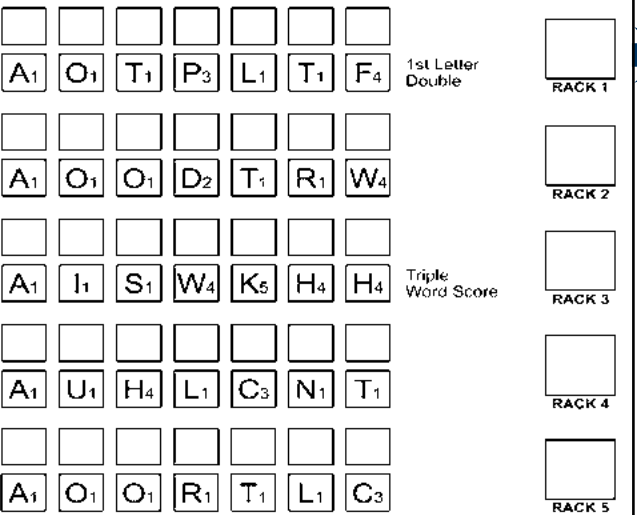 A1 O1 T1 P3 L1 T1 F4
1st Letter
Double
RACK 1
A1 O1 O1 D2 T1 R1 W4
RACK 2
A1 I1 S1 W4 K5 H4 H4
Triple
Word Score
RACK 3
A1 U1 H4 L1 C3 N1 T1
RACK 4
A1 O1 O1 R1 T1 L1 C3
RACK 5